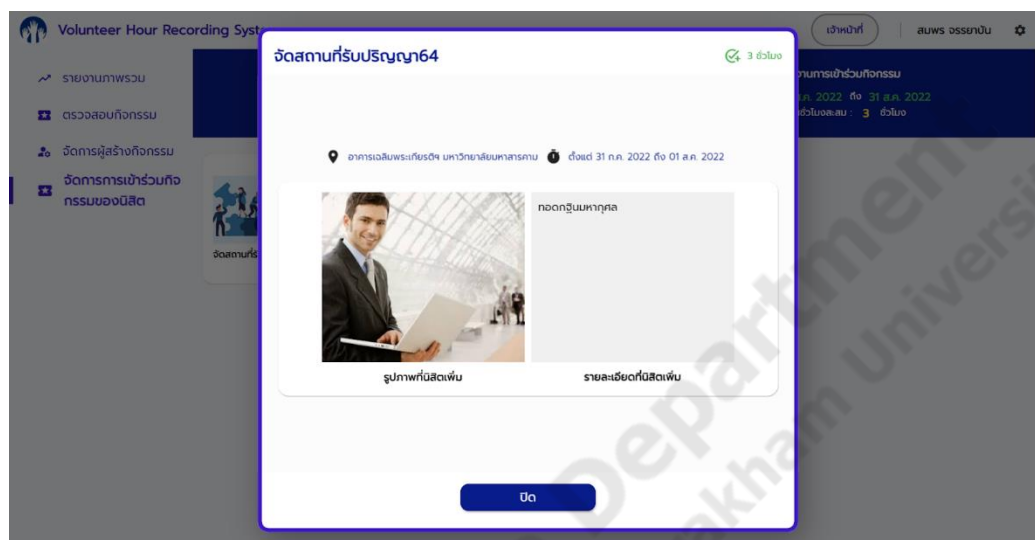 Volunteer Hour Recording Syst
เจ้าหน้าที่
สมพร จรรยาบัน
รายงานภาพรวม
ตรวจสอบกิจกรรม
จัดการผู้สร้างกิจกรรม
จัดการการเข้าร่วมกิจ
กรรมของนิสิต
จัดสถานที่รับปริญญา64
3 ชั่วโมง
านการเข้าร่วมกิจกรรม
.ค. 2022 ถึง 31 ส.ค. 2022
ชั่วโมงสะสม : 3 ชั่วโมง
อาคารเฉลิมพระเกียรติฯ มหาวิทยาลัยมหาสารคาม
ตั้งแต่ 31 ก.ค. 2022 ถึง 01 ส.ค. 2022
ทอดกฐินมหากุศล
จัดสถานที่รั
รูปภาพที่นิสิตเพิ่ม
รายละเอียดที่นิสิตเพิ่ม
ปิด
Department